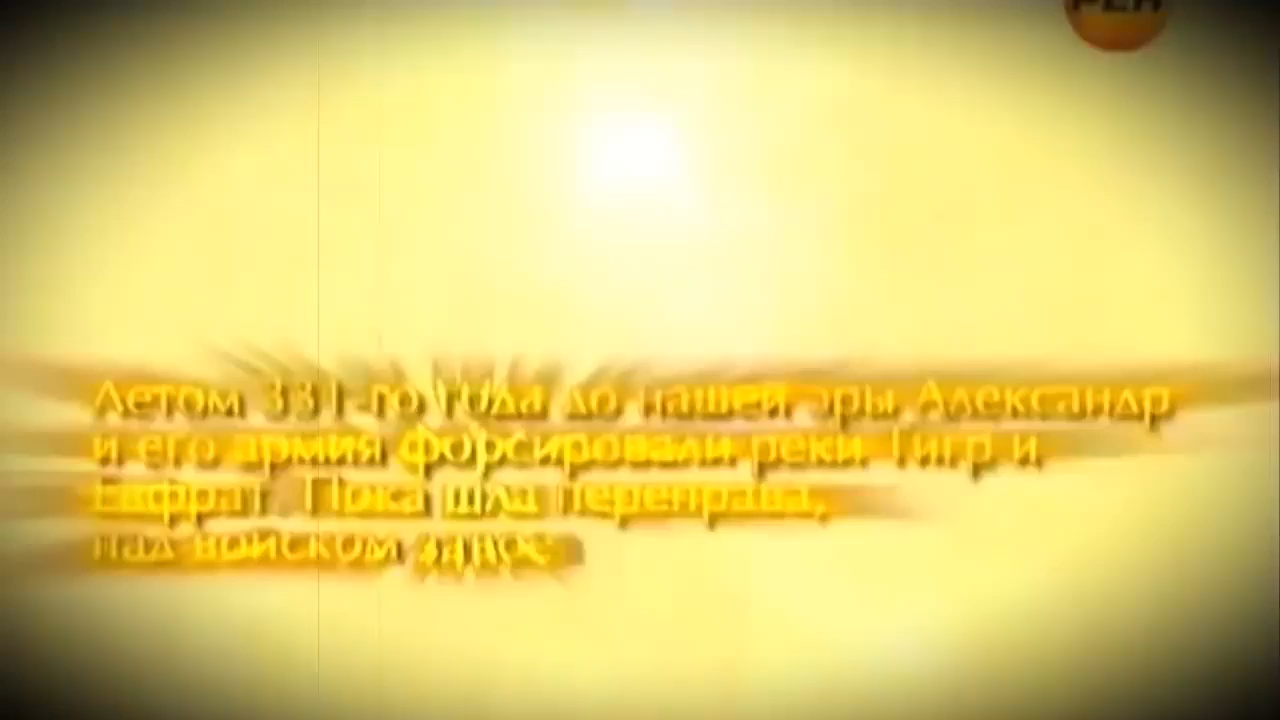 РЕН
Летом 331-го года до нашей эры Александр
и его армия форсировали реки Тигр и
Евфрат. Пока шла переправа,
над войском